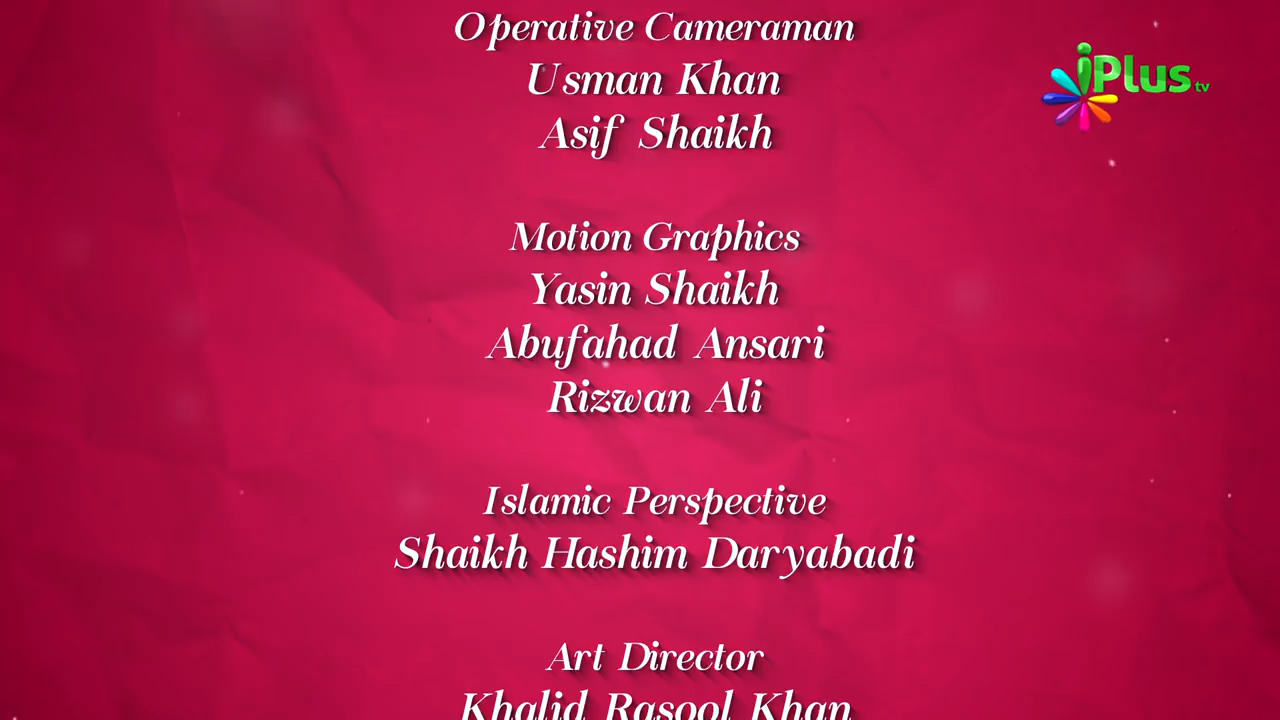 Operative Cameraman
iPlus tv
Usman Khan
Asif Shaikh
Motion Graphics
Yasin Shaikh
Abufahad Ansari
Rizwan Ali
Islamic Perspective
Shaikh Hashim Daryabadi
Art Director
Khalid Rasool Khan